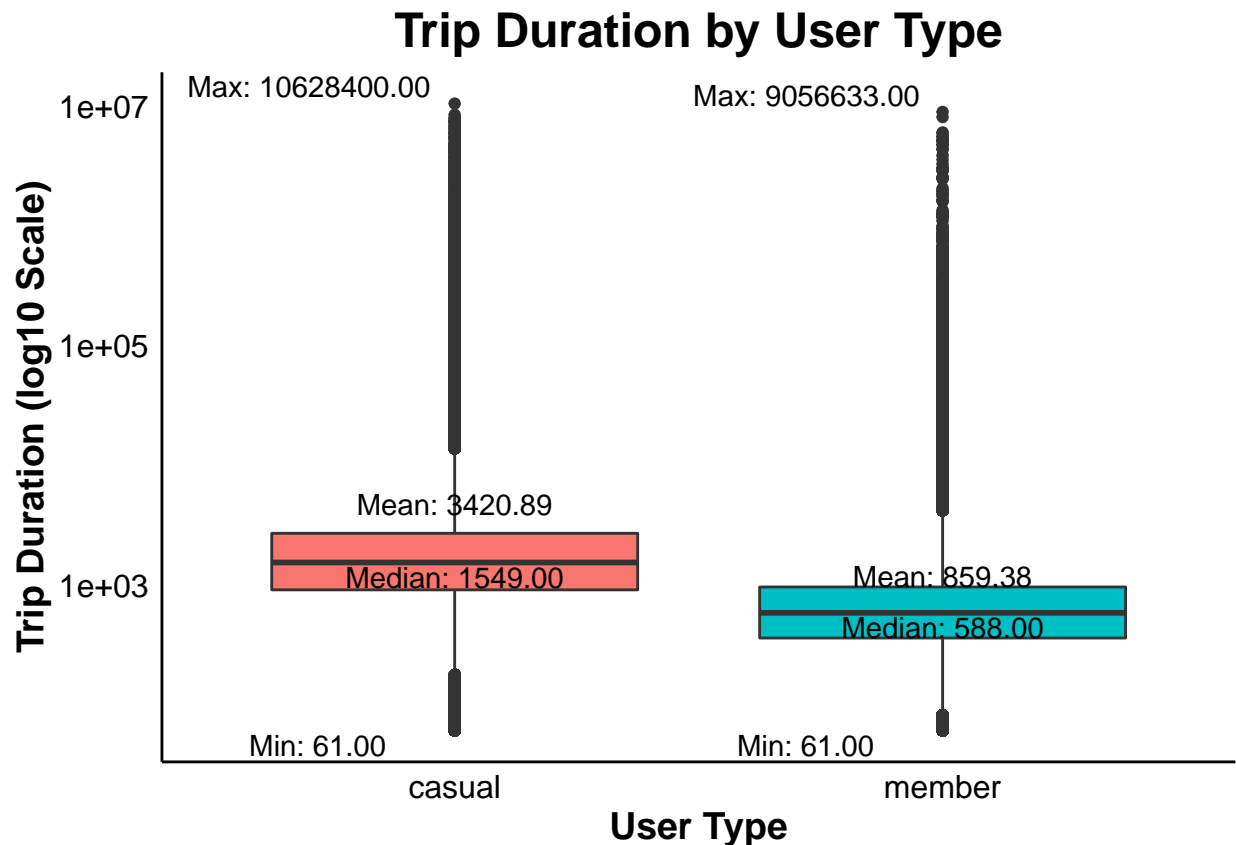 Trip Duration by User Type
Max: 10628400.00
Max: 9056633.00
1e+07
Trip Duration (log10 Scale)
1e+05
Mean: 3420.89
1e+03
Median: 1549.00
Mean: 859.38
Median: 588.00
Min: 61.00
Min: 61.00
casual
member
User Type